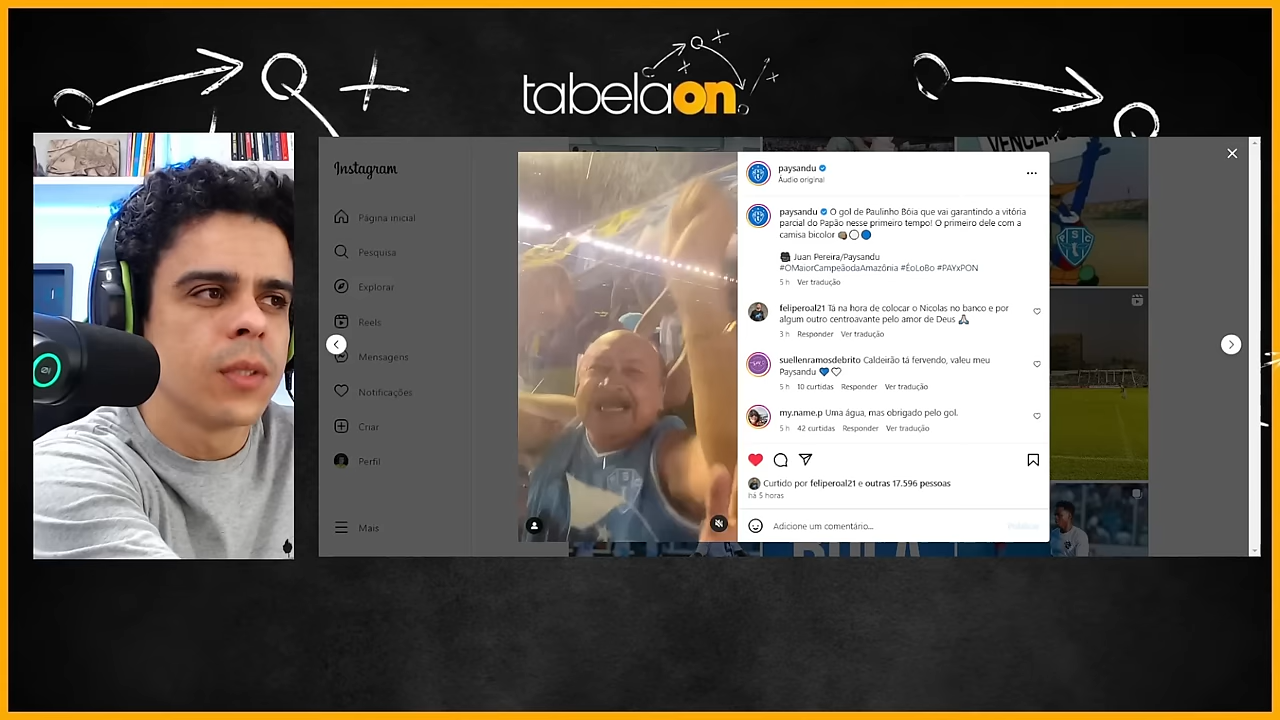 tabelaon
VENCEMOS
Instagram
Página inicial
Pesquisa
Explorar
Reels
Mensagens
Notificações
Criar
Perfil
Mais
paysandu
Áudio original
paysandu O gol de Paulinho Bóia que vai garantindo a vitória
parcial do Papão nesse primeiro tempo! O primeiro dele com a
camisa bicolor
Juan Pereira/Paysandu
#OMaiorCampeãodaAmazônia #ÉoLoBo #PAYxPON
5 h Ver tradução
feliperoal21 Tá na hora de colocar o Nicolas no banco e por
algum outro centroavante pelo amor de Deus 🙏
3 h Responder Ver tradução
suellenramosdebrito Caldeirão tá fervendo, valeu meu
Paysandu 💙🤍
5 h 10 curtidas Responder Ver tradução
my.name.p Uma água, mas obrigado pelo gol.
5 h 42 curtidas Responder Ver tradução
Curtido por feliperoal21 e outras 17.596 pessoas
há 5 horas
Adicione um comentário...
Publicar